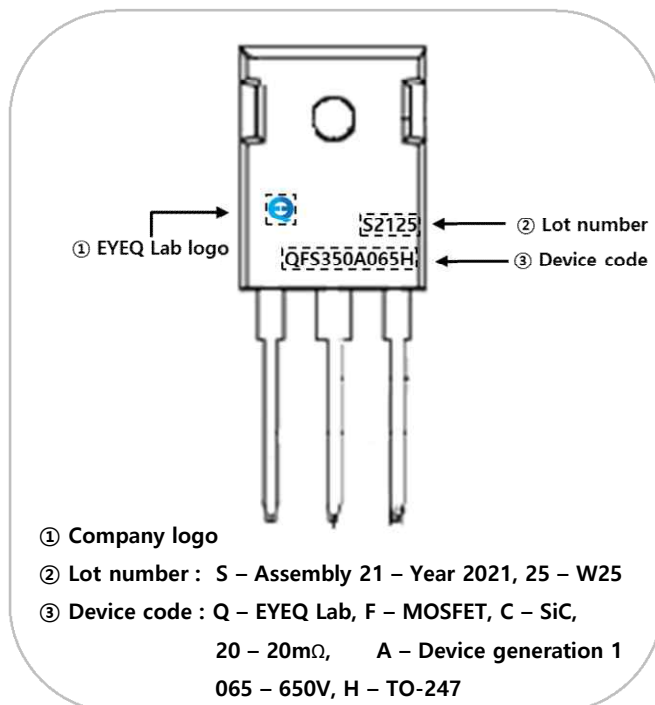 S2125
① EYEQ Lab logo
② Lot number
QFS350A065H
③ Device code
① Company logo
② Lot number : S – Assembly 21 – Year 2021, 25 – W25
③ Device code : Q – EYEQ Lab, F – MOSFET, C – SiC,
20 – 20mΩ, A – Device generation 1
065 – 650V, H – TO-247